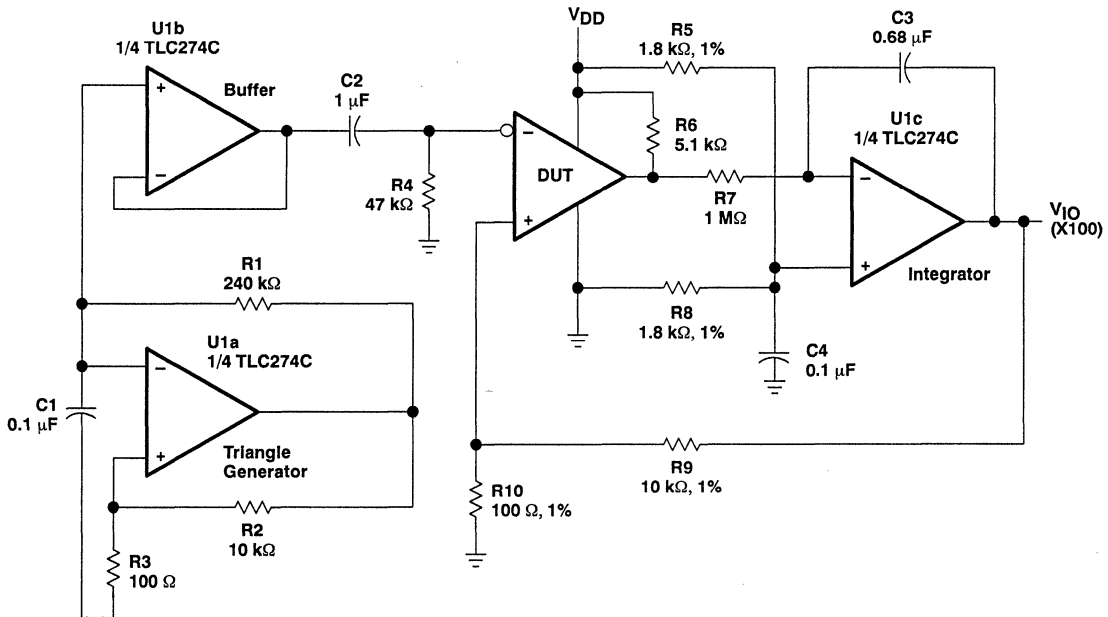 U1b
1/4 TLC274C
Buffer
C2
1 µF
R4
47 kΩ
VDD
R5
1.8 kΩ, 1%
C3
0.68 µF
R6
5.1 kΩ
DUT
U1c
1/4 TLC274C
R7
1 MΩ
VIO
(X100)
Integrator
R8
1.8 kΩ, 1%
C4
0.1 µF
R1
240 kΩ
U1a
1/4 TLC274C
C1
0.1 µF
Triangle
Generator
R9
10 kΩ, 1%
R10
100 Ω, 1%
R2
10 kΩ
R3
100 Ω